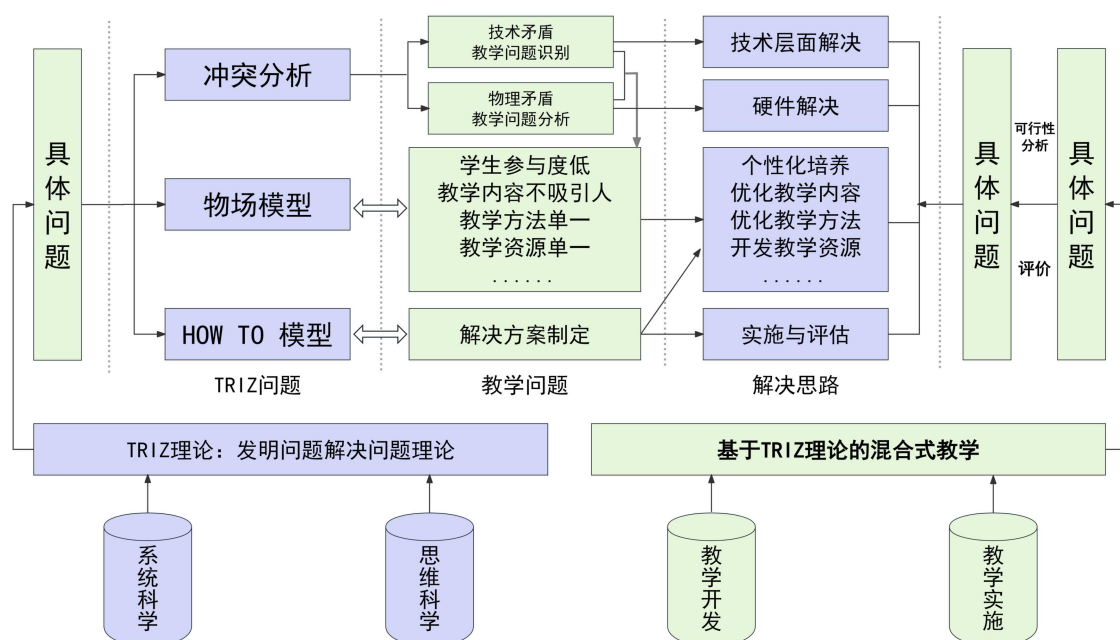 具体问题
冲突分析
物场模型
HOW TO 模型
TRIZ问题
技术矛盾
教学问题识别
物理矛盾
教学问题分析
学生参与度低
教学内容不吸引人
教学方法单一
教学资源单一
......
解决方案制定
教学问题
技术层面解决
硬件解决
个性化培养
优化教学内容
优化教学方法
开发教学资源
......
实施与评估
解决思路
具体问题
可行性
分析
评价
具体问题
TRIZ理论：发明问题解决问题理论
系统科学
思维科学
基于TRIZ理论的混合式教学
教学开发
教学实施